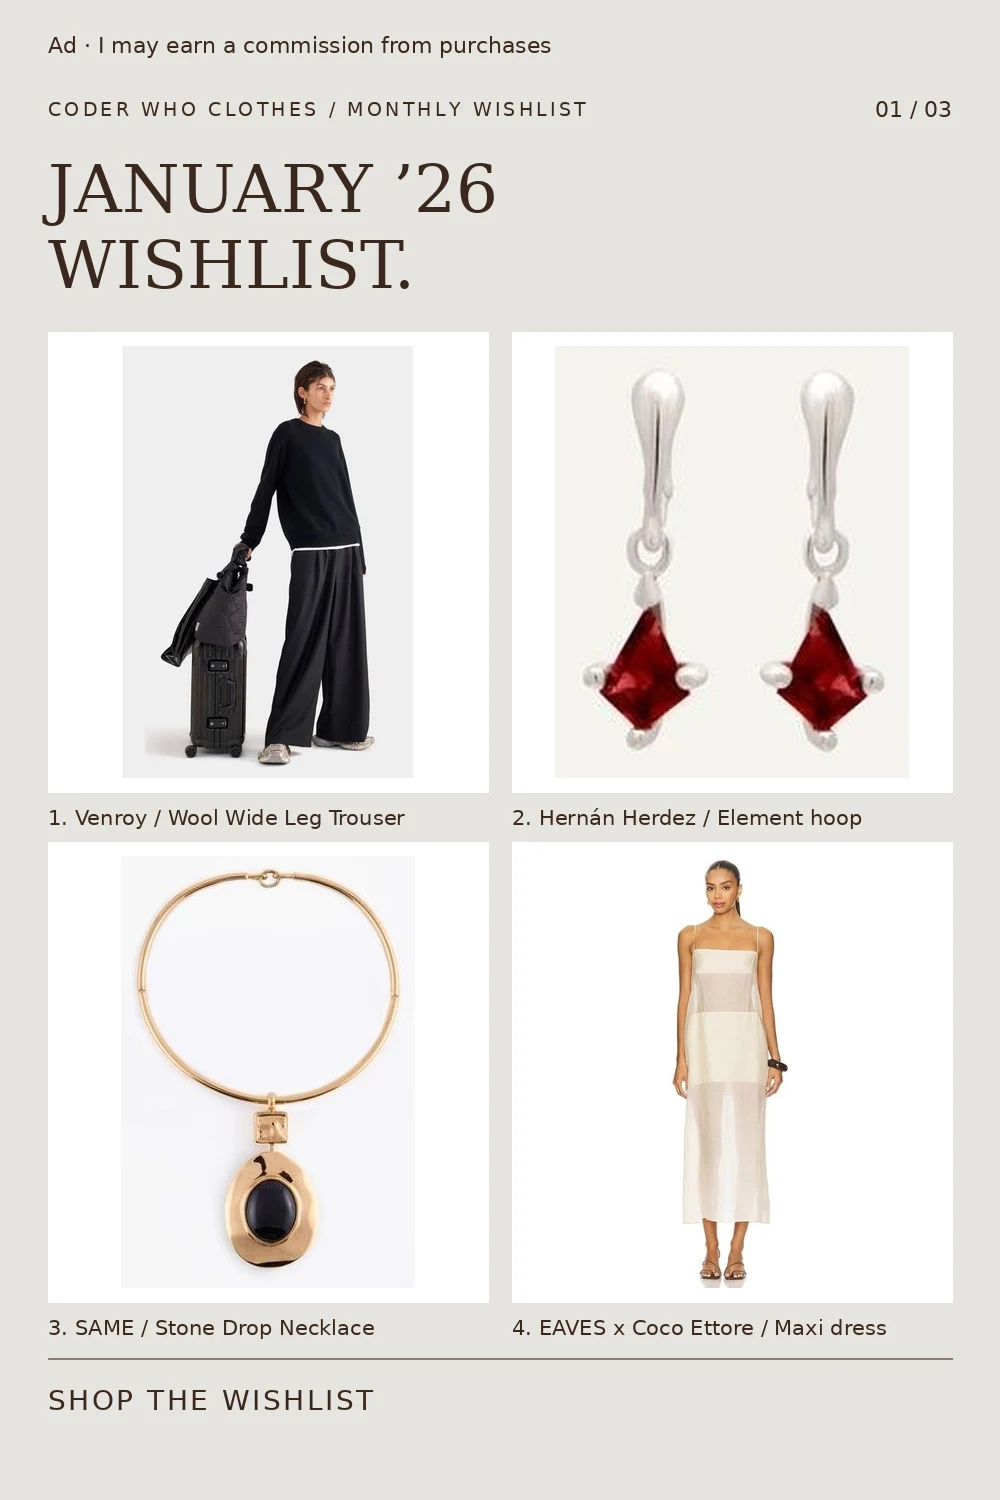 Ad · I may earn a commission from purchases
CODER WHO CLOTHES / MONTHLY WISHLIST
01 / 03
JANUARY ’26
WISHLIST.
1. Venroy / Wool Wide Leg Trouser
2. Hernán Herdez / Element hoop
3. SAME / Stone Drop Necklace
4. EAVES x Coco Ettore / Maxi dress
SHOP THE WISHLIST